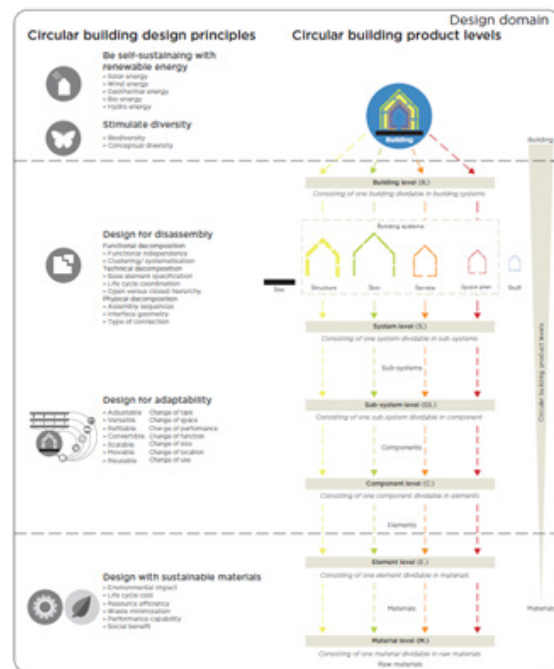 Design domain
Circular building design principles
Circular building product levels
Be self-sustainaing with
renewable energy
• Solar energy
• Wind energy
• Geothermal energy
• Bio energy
• Hydro energy
Stimulate diversity
• Biodiversity
• Conceptual diversity
Building
Building
Building level (B.)
Consisting of one building dividable in building systems
Building systems
Site
Structure
Skin
Service
Space plan
Stuff
Design for disassembly
Functional decomposition
• Functional independence
• Clustering/ systematisation
Technical decomposition
• Base element specification
• Life cycle coordination
• Open versus closed hierarchy
Physical decomposition
• Assembly sequences
• Interface geometry
• Type of connection
System level (S.)
Consisting of one system dividable in sub-systems
Sub-systems
Circular building product levels
Design for adaptability
• Adjustable Change of task
• Versatile Change of space
• Refitable Change of performance
• Convertible Change of function
• Scalable Change of size
• Movable Change of location
• Reusable Change of use
Sub-system level (SS.)
Consisting of one sub-system dividable in component
Components
Component level (C.)
Consisting of one component dividable in elements
Elements
Design with sustainable materials
• Environmental impact
• Life cycle cost
• Resource efficiency
• Waste minimization
• Performance capability
• Social benefit
Element level (E.)
Consisting of one element dividable in materials
Materials
Materials
Material level (M.)
Consisting of one material dividable in raw materials
Raw materials